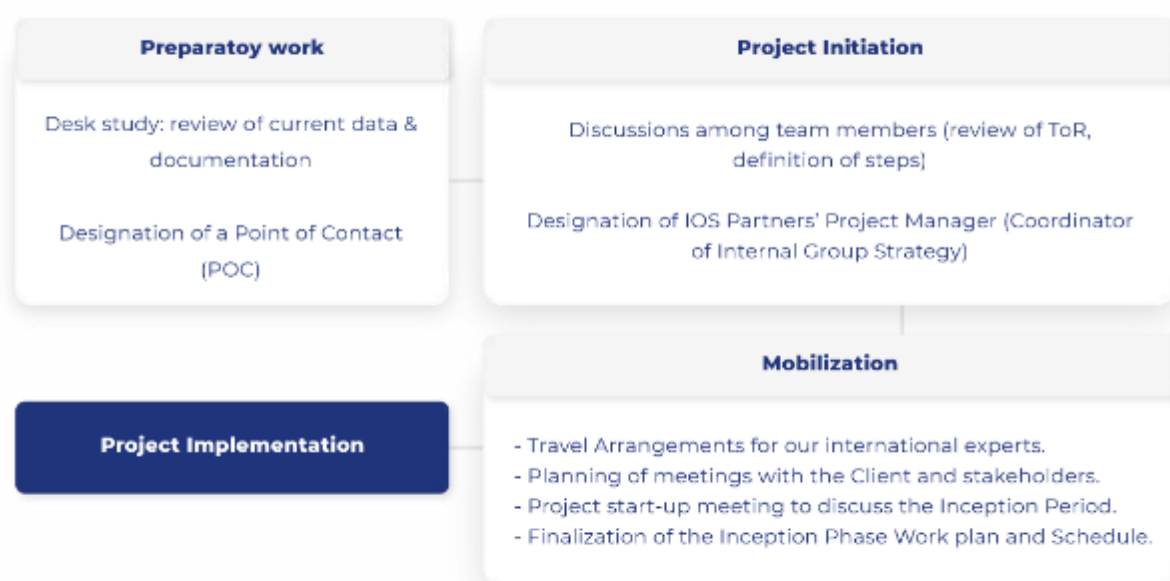 Preparatoy work
Desk study: review of current data &
documentation
Designation of a Point of Contact
(POC)
Project Initiation
Discussions among team members (review of ToR,
definition of steps)
Designation of IOS Partners’ Project Manager (Coordinator
of Internal Group Strategy)
Mobilization
- Travel Arrangements for our international experts.
- Planning of meetings with the Client and stakeholders.
- Project start-up meeting to discuss the Inception Period.
- Finalization of the Inception Phase Work plan and Schedule.
Project Implementation